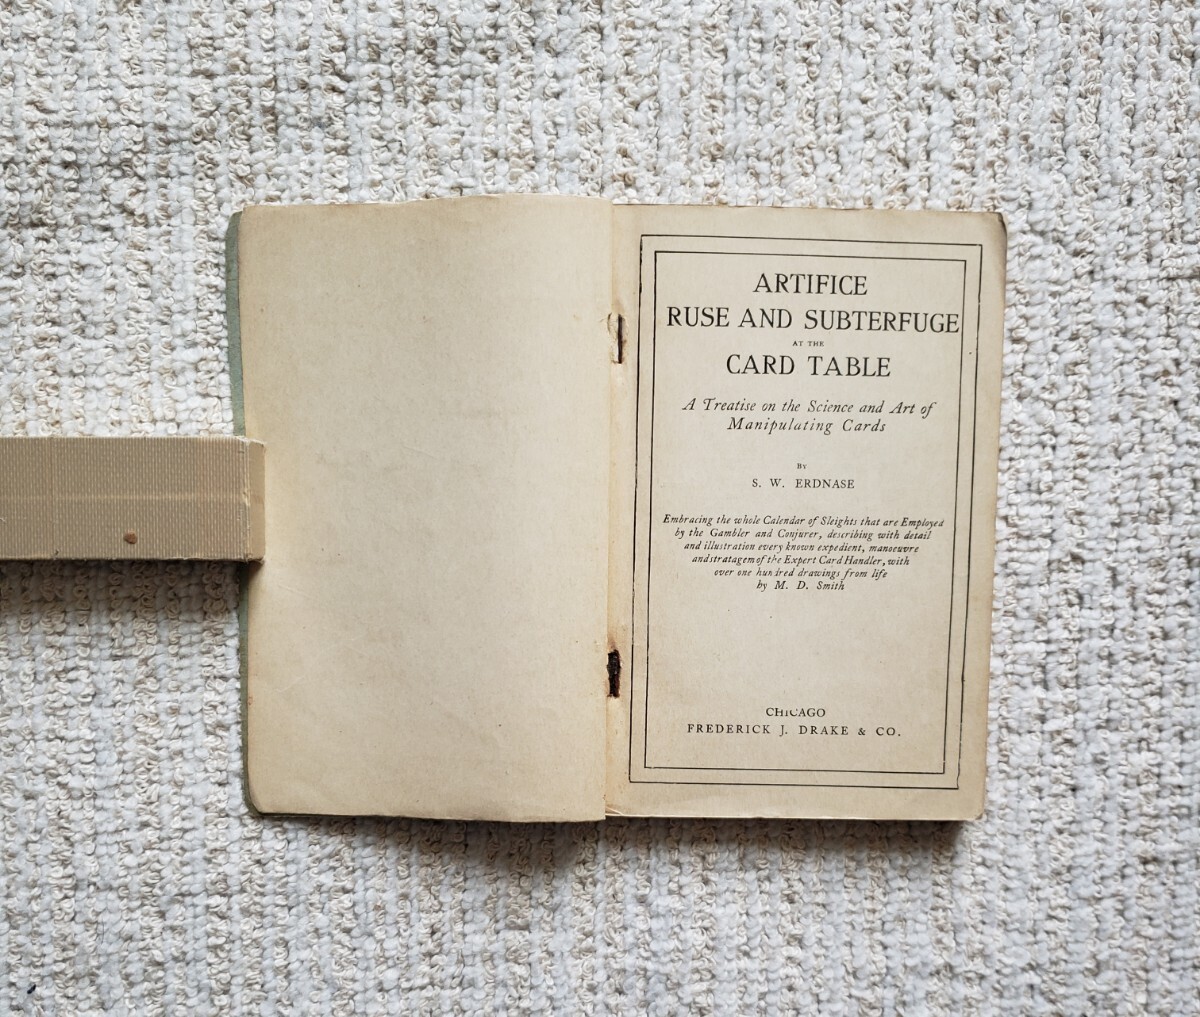 ARTIFICE
RUSE AND SUBTERFUGE
AT THE
CARD TABLE
A Treatise on the Science and Art of
Manipulating Cards
BY
S. W. ERDNASE
Embracing the whole Calendar of Sleights that are Employed
by the Gambler and Conjurer, describing with detail
and illustration every known expedient, manoeuvre
and stratagem of the Expert Card Handler, with
over one hundred drawings from life
by M. D. Smith
CHICAGO
FREDERICK J. DRAKE & CO.